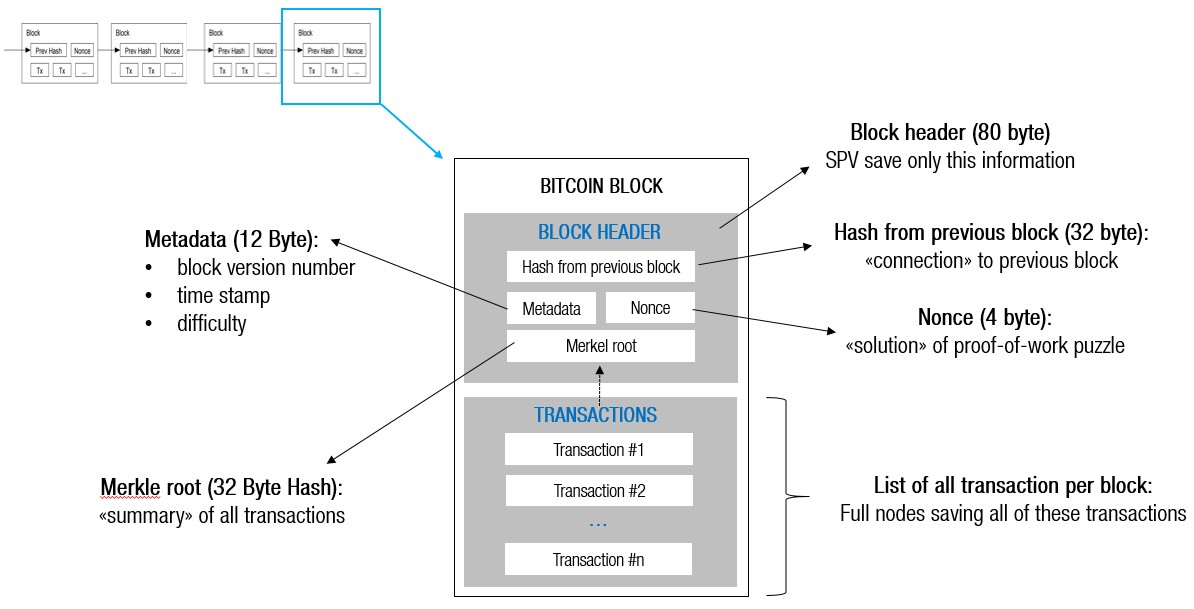 Block
Prev Hash
Nonce
Tx
Tx
...
Block
Prev Hash
Nonce
Tx
Tx
...
Block
Prev Hash
Nonce
Tx
Tx
...
Block
Prev Hash
Nonce
Tx
Tx
...
BITCOIN BLOCK
BLOCK HEADER
Hash from previous block
Metadata
Nonce
Merkel root
TRANSACTIONS
Transaction #1
Transaction #2
...
Transaction #n
Metadata (12 Byte):
• block version number
• time stamp
• difficulty
Merkle root (32 Byte Hash):
«summary» of all transactions
Block header (80 byte)
SPV save only this information
Hash from previous block (32 byte):
«connection» to previous block
Nonce (4 byte):
«solution» of proof-of-work puzzle
List of all transaction per block:
Full nodes saving all of these transactions